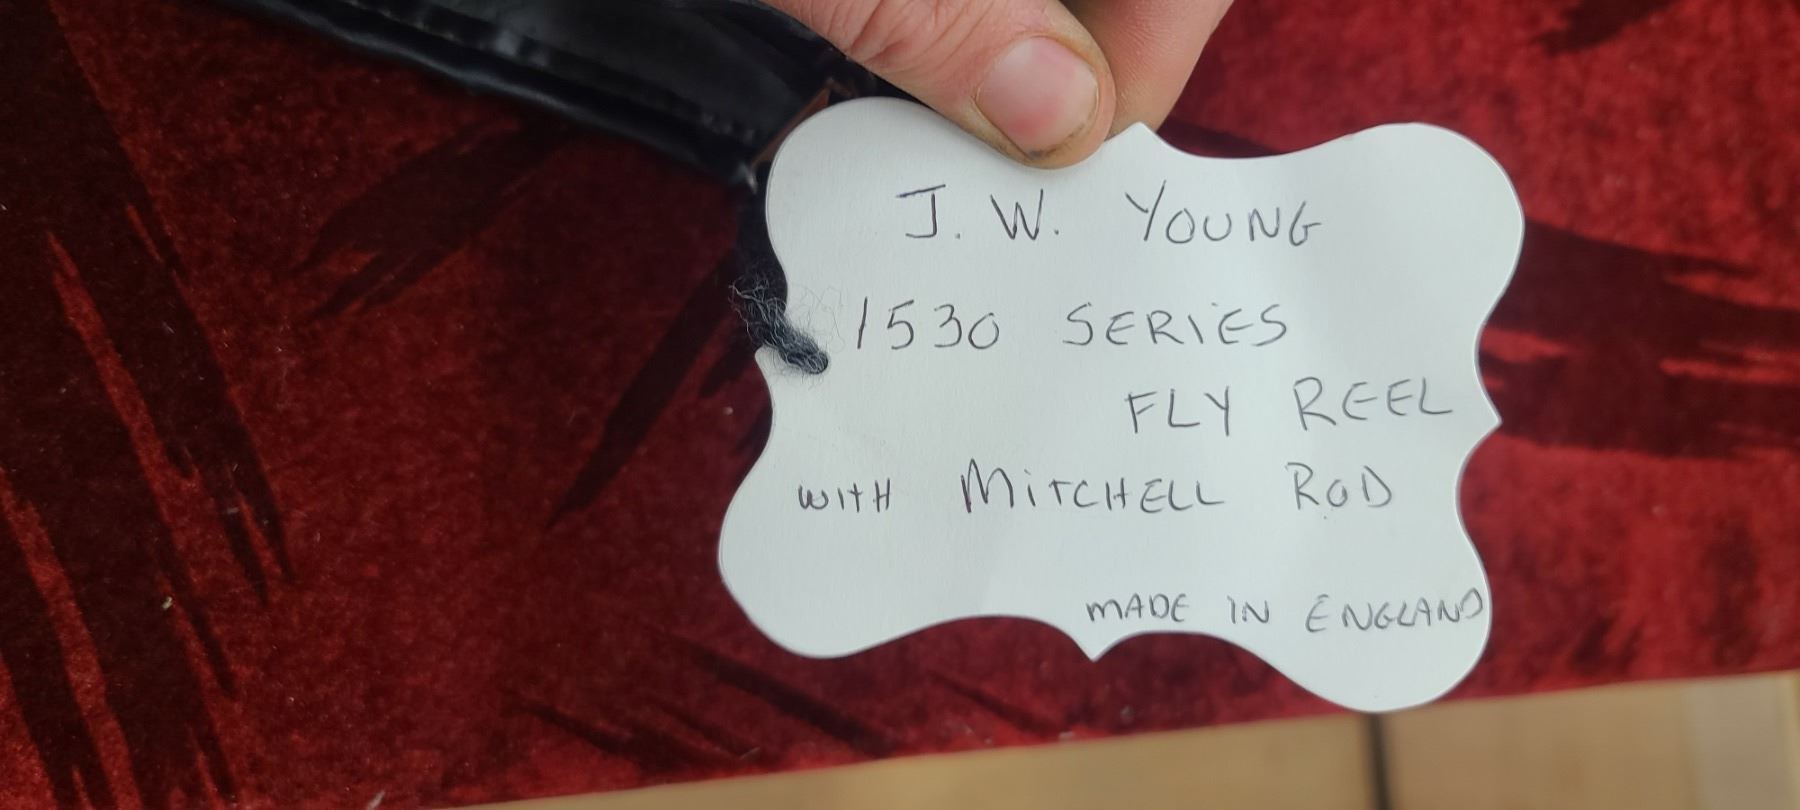 J. W. YOUNG
1530 SERiES
FLY REEL
WITH MiTCHELL ROD
MADE IN ENGLAND